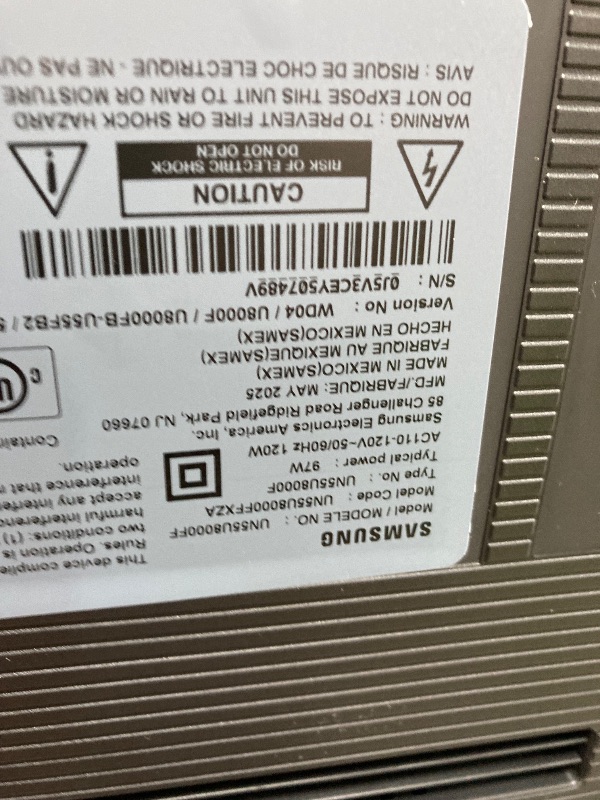 SAMSUNG
Model / MODELE NO. : UN55U8000FF
Model Code : UN55U8000FFXZA
Type No. : UN55U8000F
Typical power : 97W
AC110-120V~50/60Hz 120W
Samsung Electronics America, Inc.
85 Challenger Road Ridgefield Park, NJ 07660
MFD./FABRIQUE: MAY 2025
MADE IN MEXICO(SAMEX)
FABRIQUE AU MEXIQUE(SAMEX)
HECHO EN MEXICO(SAMEX)
Version No : WD04 / U8000F / U8000FB-U55FB2 /
S/N : 0J5V3CEY507489V
This device
Rules. Operation is
two conditions: (1)
harmful
accept any
interference that
operation.
C
CAUTION
RISK OF ELECTRIC SHOCK
DO NOT OPEN
WARNING : TO PREVENT FIRE OR SHOCK HAZARD
DO NOT EXPOSE THIS UNIT TO RAIN OR MOISTURE
AVIS : RISQUE DE CHOC ELECTRIQUE - NE PAS